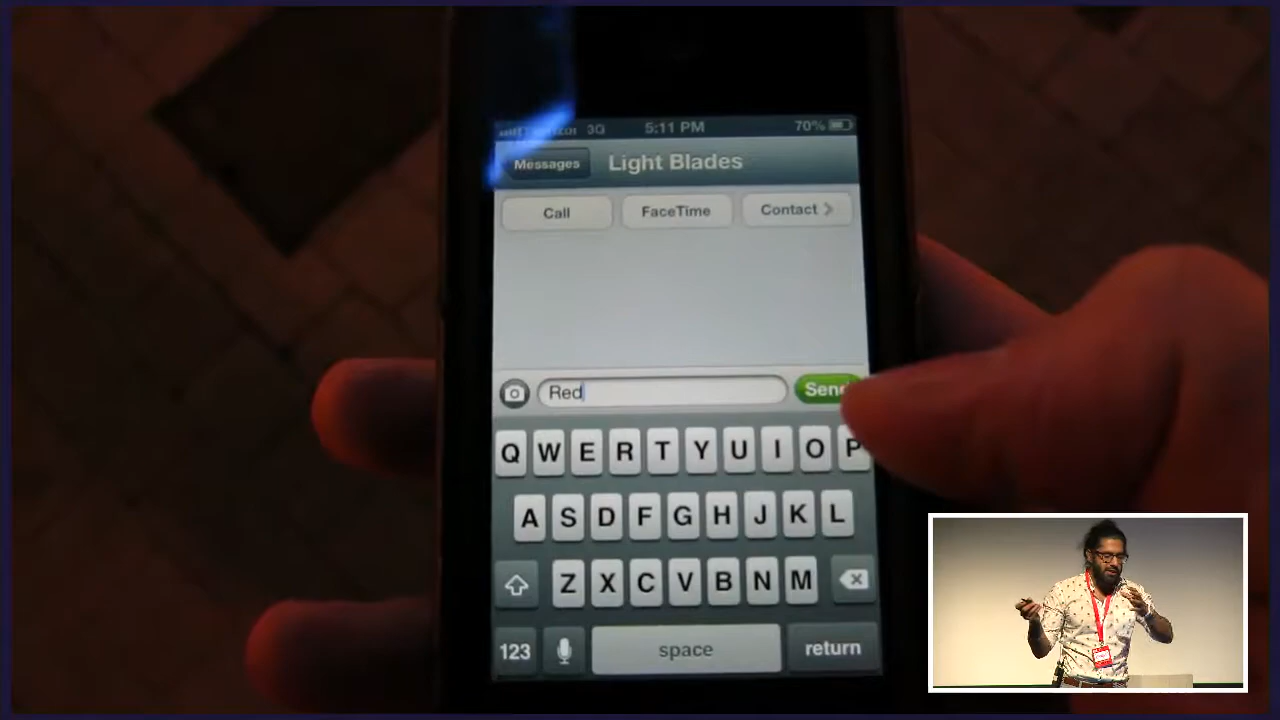 3G 5:11 PM 70%
Messages Light Blades
Call FaceTime Contact
Red Send
Q W E R T Y U I O P
A S D F G H J K L
Z X C V B N M
123 space return